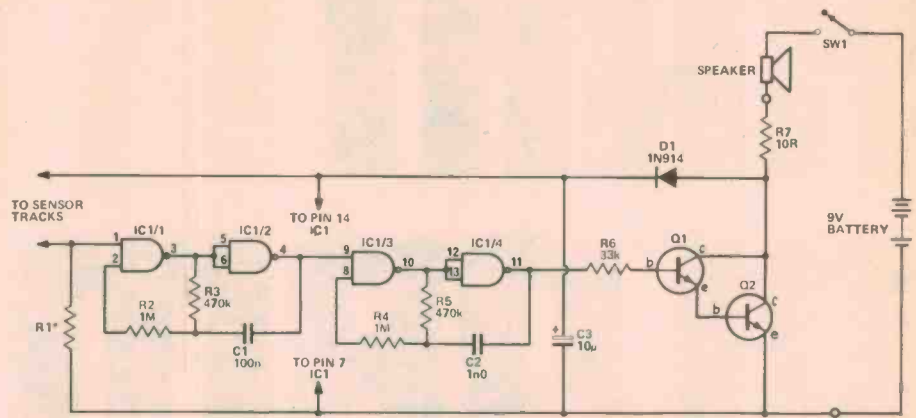 SW1
SPEAKER
R7
10R
D1
1N914
9V
BATTERY
TO SENSOR
TRACKS
TO PIN 14
IC1
1
2
IC1/1
3
5
6
IC1/2
4
9
8
IC1/3
10
12
13
IC1/4
11
R6
33k
Q1
b
c
e
Q2
b
c
e
R1*
R2
1M
R3
470k
C1
100n
R4
1M
R5
470k
C2
1n0
+
C3
10μ
TO PIN 7
IC1